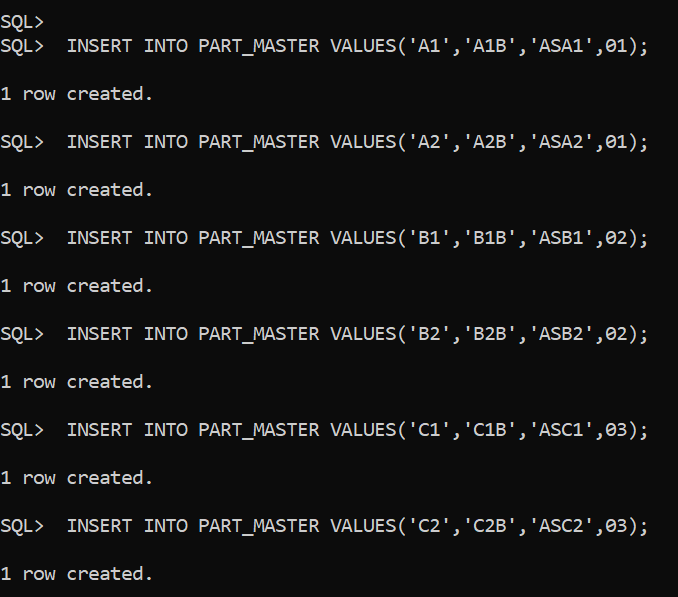 SQL>
SQL>  INSERT INTO PART_MASTER VALUES('A1','A1B','ASA1',01);
1 row created.
SQL>  INSERT INTO PART_MASTER VALUES('A2','A2B','ASA2',01);
1 row created.
SQL>  INSERT INTO PART_MASTER VALUES('B1','B1B','ASB1',02);
1 row created.
SQL>  INSERT INTO PART_MASTER VALUES('B2','B2B','ASB2',02);
1 row created.
SQL>  INSERT INTO PART_MASTER VALUES('C1','C1B','ASC1',03);
1 row created.
SQL>  INSERT INTO PART_MASTER VALUES('C2','C2B','ASC2',03);
1 row created.